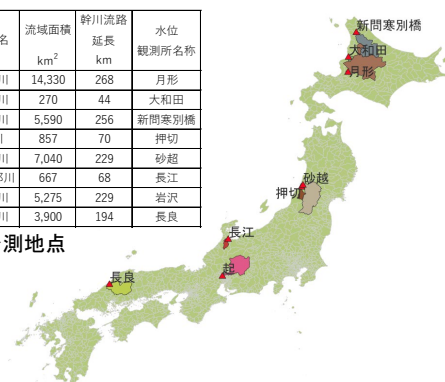 名 流域面積 km2 幹川流路延長 km 水位観測所名称
川 14,330 268 月形
川 270 44 大和田
川 5,590 256 新問寒別橋
川 857 70 押切
川 7,040 229 砂超
川 667 68 長江
川 5,275 229 岩沢
川 3,900 194 長良
測地点
新問寒別橋
大和田
月形
砂越
押切
長江
起
長良